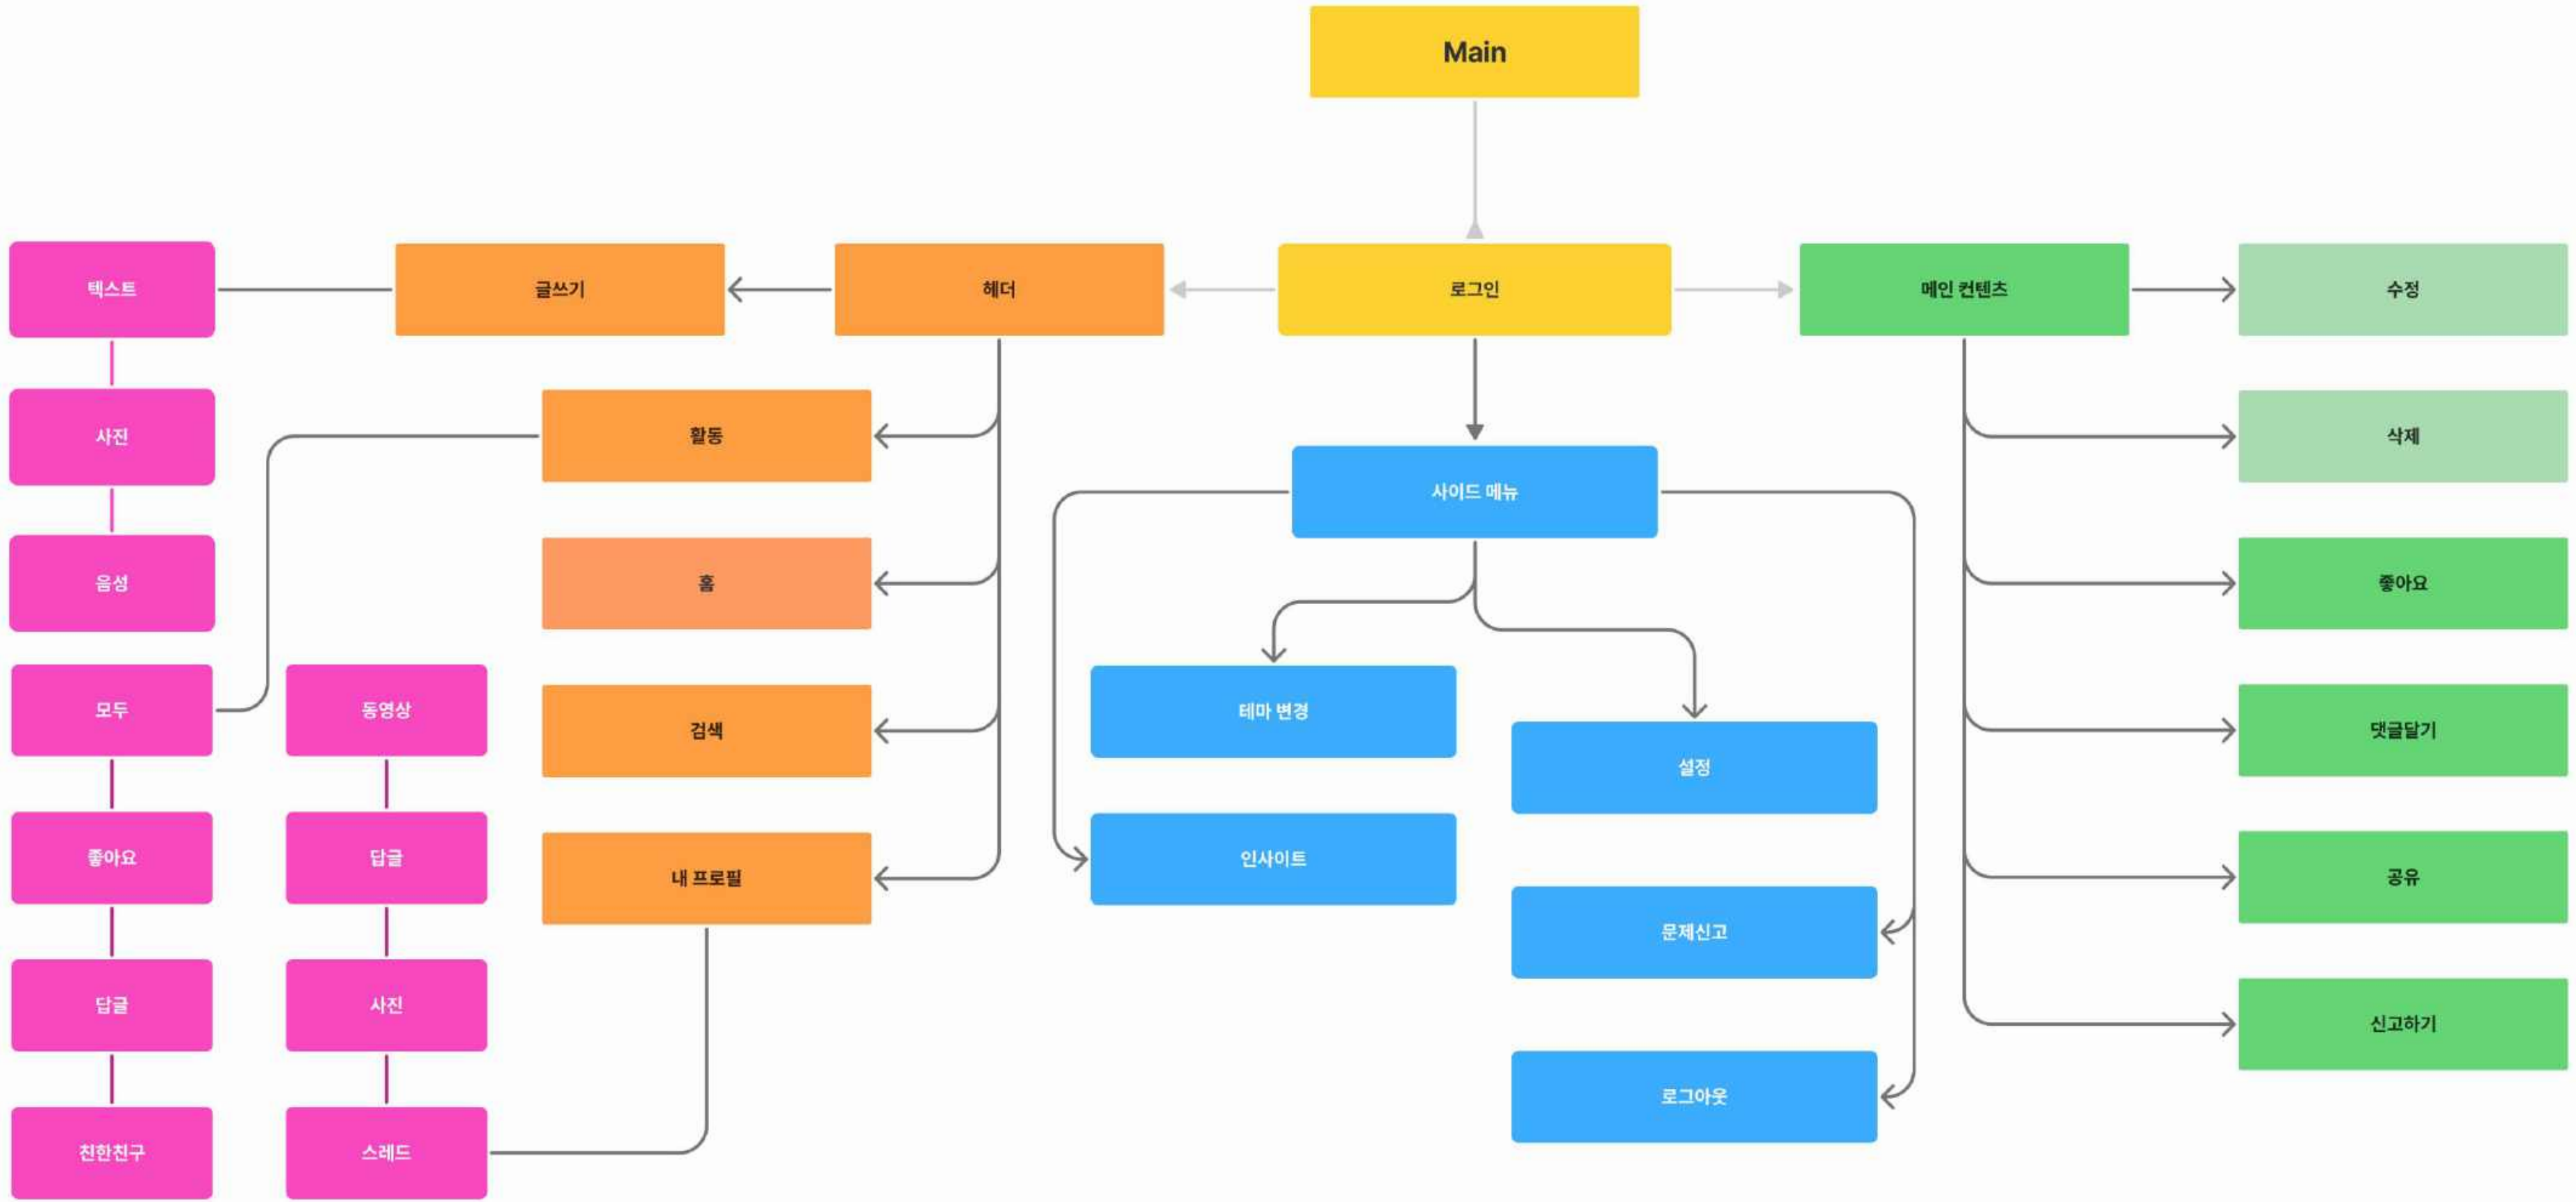 Main
텍스트
글쓰기
헤더
로그인
메인 컨텐츠
수정
사진
활동
사이드 메뉴
삭제
음성
홈
좋아요
모두
동영상
검색
테마 변경
설정
댓글달기
좋아요
답글
내 프로필
인사이트
문제신고
공유
답글
사진
로그아웃
신고하기
친한친구
스레드